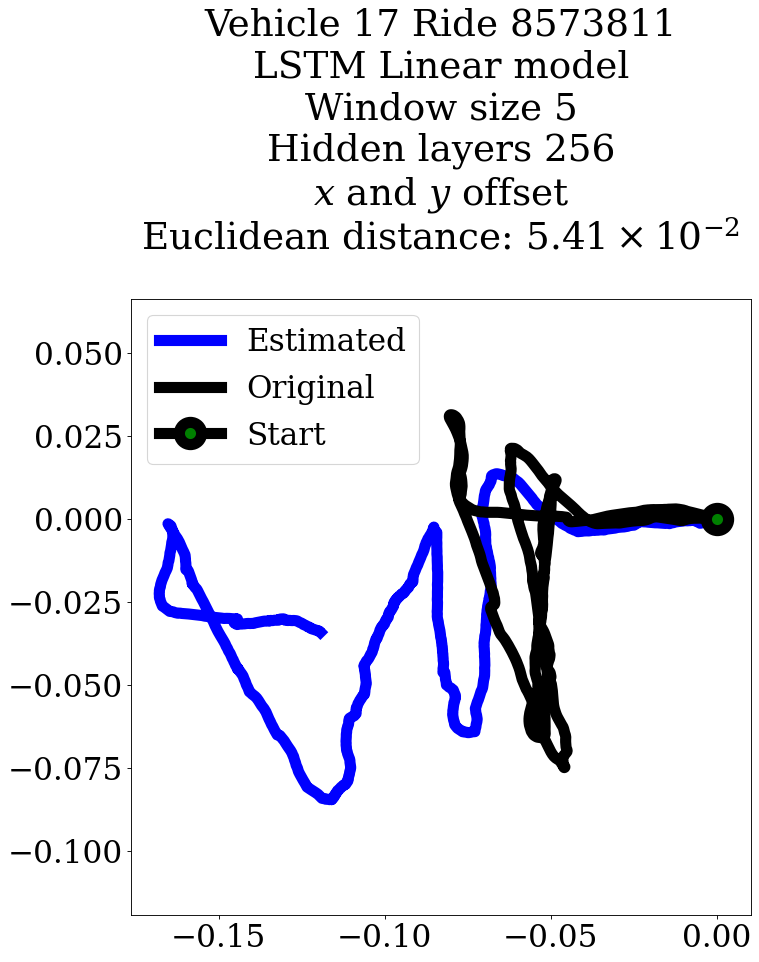 Vehicle 17 Ride 8573811
LSTM Linear model
Window size 5
Hidden layers 256
x and y offset
Euclidean distance: 5.41 × 10⁻²
Estimated
Original
Start
0.050
0.025
0.000
−0.025
−0.050
−0.075
−0.100
−0.15
−0.10
−0.05
0.00